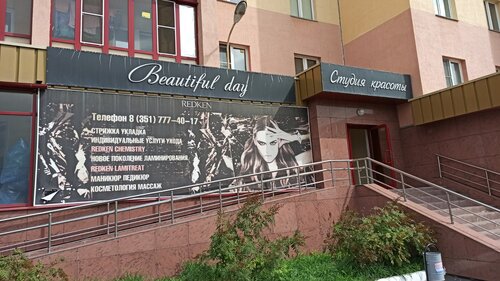 Beautiful day
Студия красоты
REDKEN
Телефон 8 (351) 777-40-17
СТРИЖКА УКЛАДКА
ИНДИВИДУАЛЬНЫЕ УСЛУГИ УХОДА
REDKEN CHEMISTRY
НОВОЕ ПОКОЛЕНИЕ ЛАМИНИРОВАНИЯ
REDKEN LAMITREAT
МАНИКЮР ПЕДИКЮР
КОСМЕТОЛОГИЯ МАССАЖ